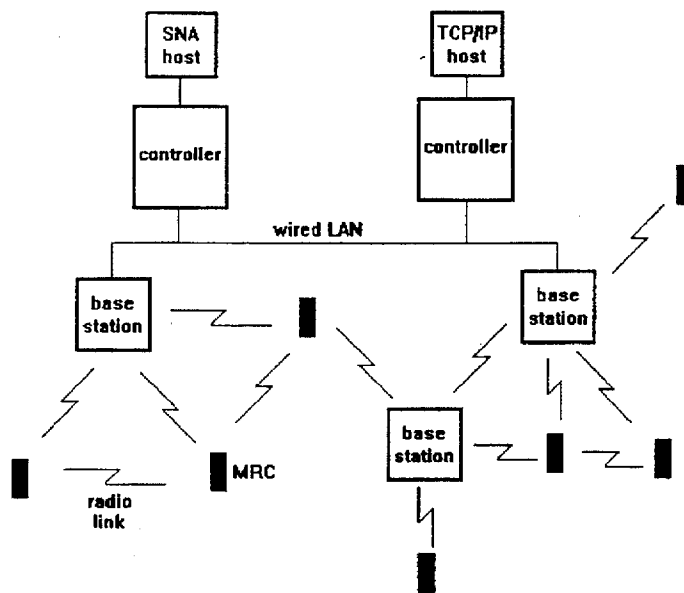 SNA
host
TCP/IP
host
controller
controller
wired LAN
base
station
base
station
base
station
MRC
radio
link